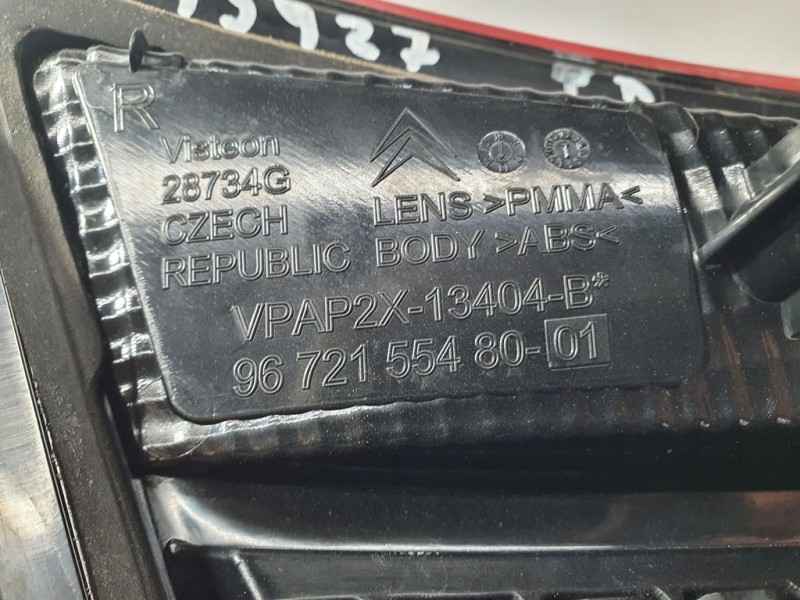 R
Visteon
28734G
CZECH
REPUBLIC
LENS >PMMA<
BODY >ABS<
VPAP2X-13404-B*
96 721 554 80-01